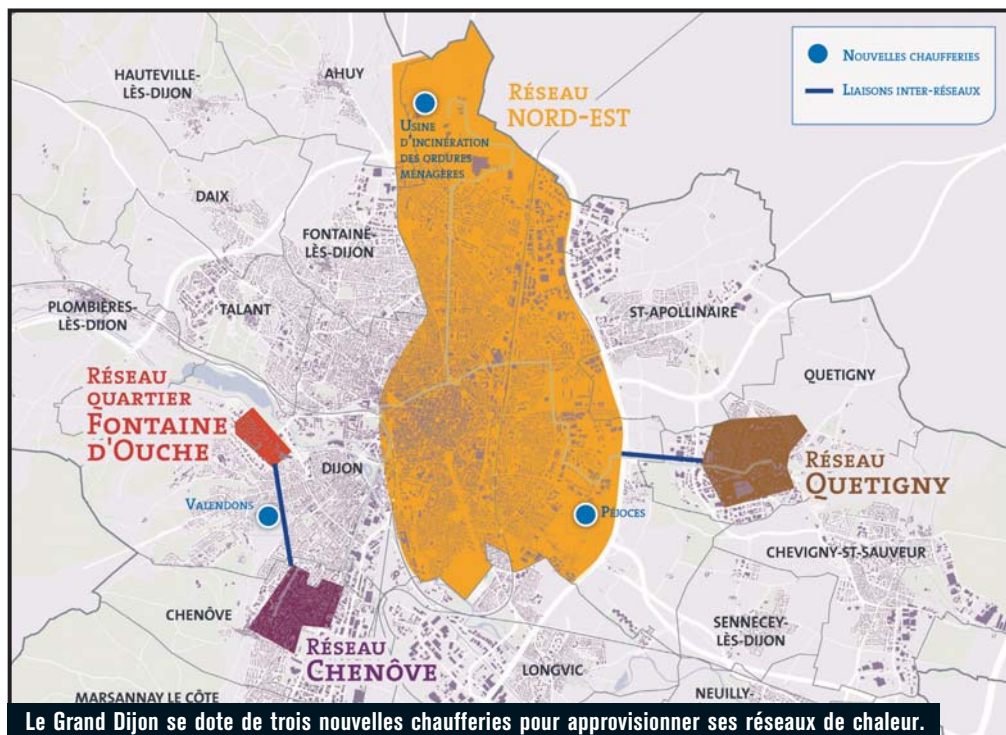 NOUVELLES CHAUFFERIES
LIAISONS INTER-RÉSEAUX
HAUTEVILLE-
LÈS-DIJON
AHUY
RÉSEAU
NORD-EST
USINE
D'INCINÉRATION
DES ORDURES
MÉNAGÈRES
DAIX
FONTAINE-
LÈS-DIJON
PLOMBIÈRES-
LÈS-DIJON
TALANT
ST-APOLLINAIRE
QUETIGNY
RÉSEAU
QUARTIER
FONTAINE
D'OUCHE
DIJON
RÉSEAU
QUETIGNY
VALENDONS
PÉJOCES
CHEVIGNY-ST-SAUVEUR
CHENÔVE
SENNECEY-
LÈS-DIJON
RÉSEAU
CHENÔVE
LONGVIC
MARSANNAY LE CÔTE
NEUILLY-
Le Grand Dijon se dote de trois nouvelles chaufferies pour approvisionner ses réseaux de chaleur.